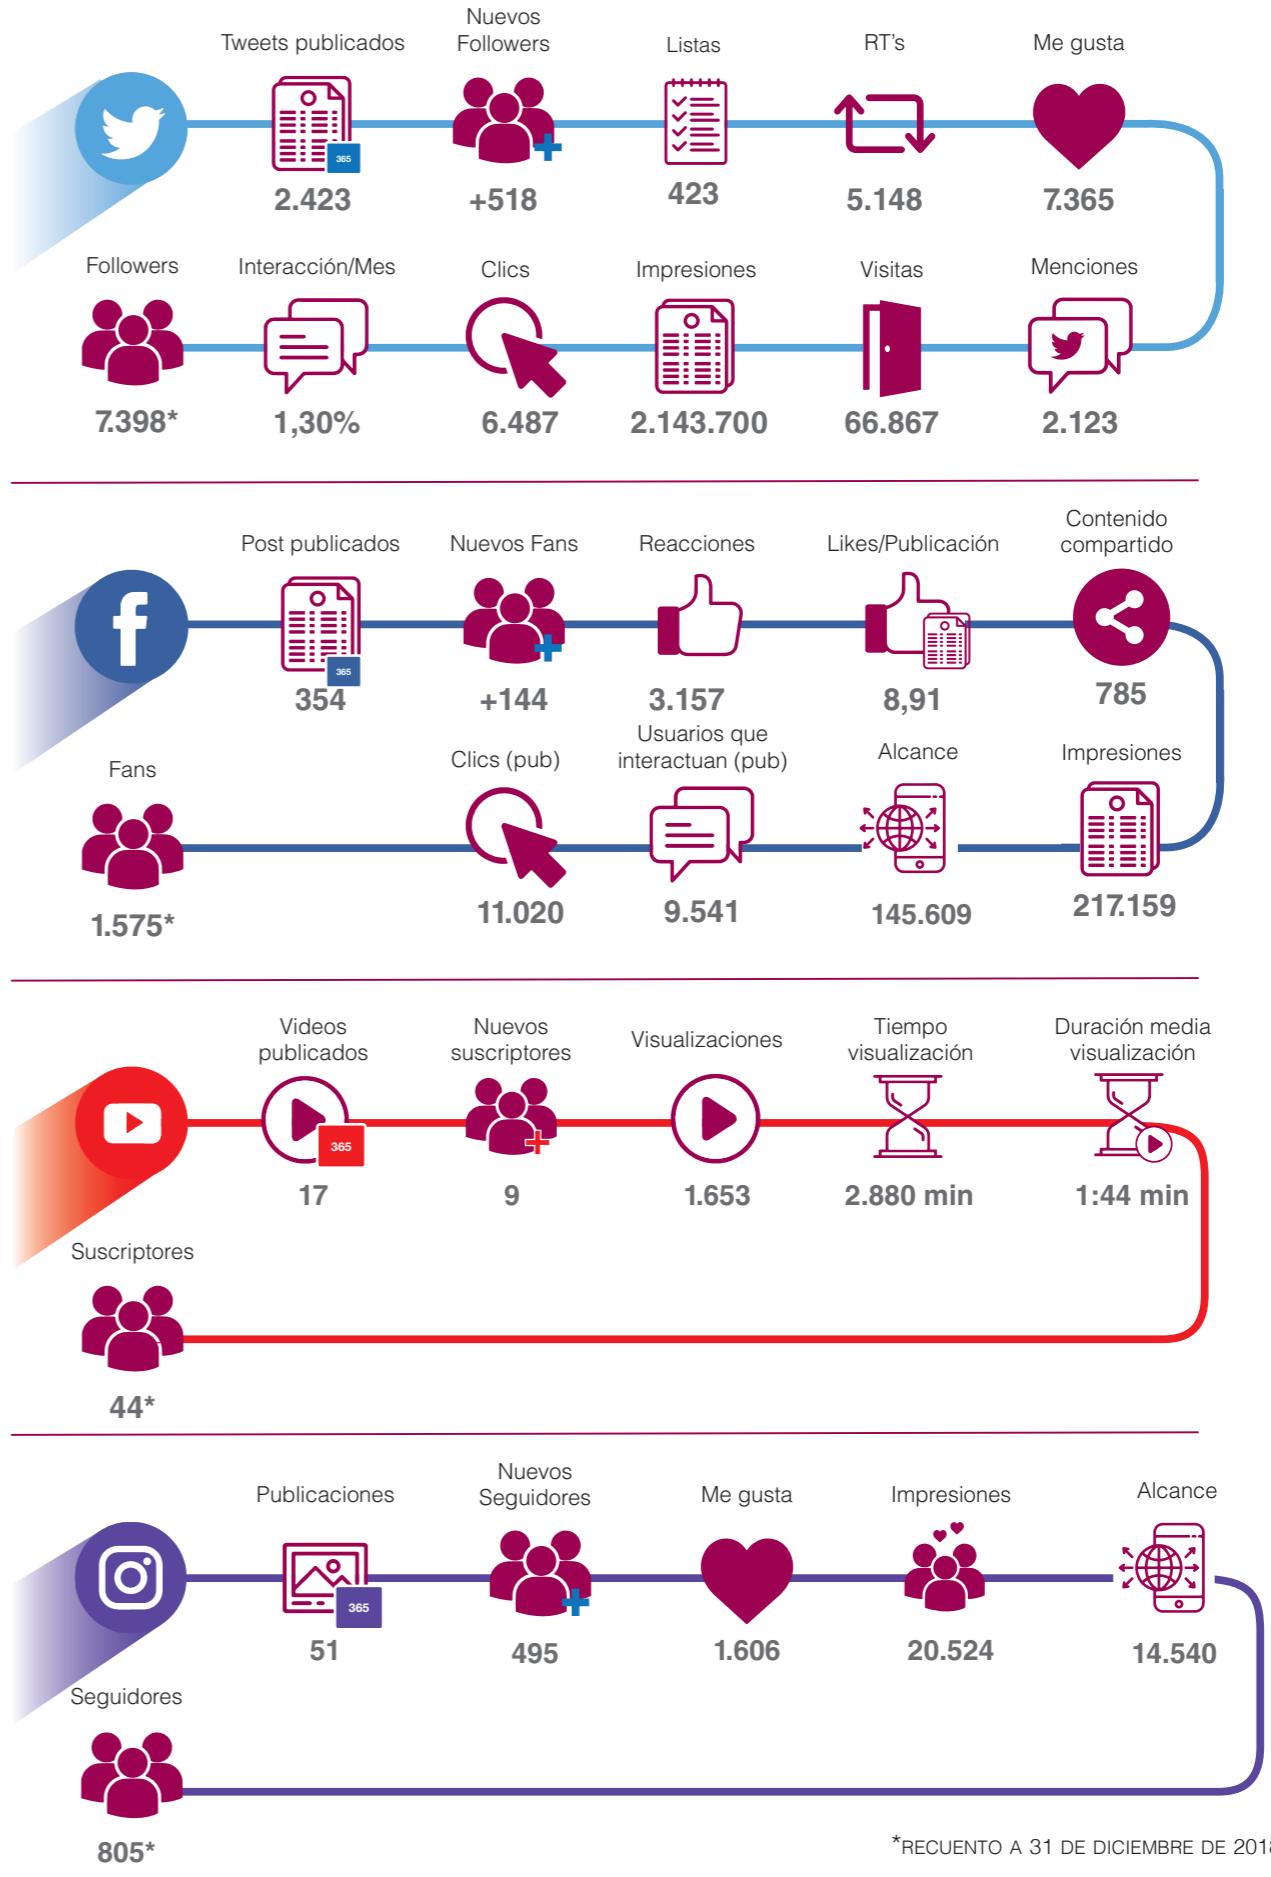 Tweets publicados
Nuevos
Followers
Listas
RT's
Me gusta
365
2.423
+518
423
5.148
7.365
Followers
Interacción/Mes
Clics
Impresiones
Visitas
Menciones
7.398*
1,30%
6.487
2.143.700
66.867
2.123
Post publicados
Nuevos Fans
Reacciones
Likes/Publicación
Contenido
compartido
365
354
+144
3.157
8,91
785
Fans
Clics (pub)
Usuarios que
interactuan (pub)
Alcance
Impresiones
1.575*
11.020
9.541
145.609
217.159
Videos
publicados
Nuevos
suscriptores
Visualizaciones
Tiempo
visualización
Duración media
visualización
365
17
9
1.653
2.880 min
1:44 min
Suscriptores
44*
Publicaciones
Nuevos
Seguidores
Me gusta
Impresiones
Alcance
365
51
495
1.606
20.524
14.540
Seguidores
805*
*RECUENTO A 31 DE DICIEMBRE DE 2018